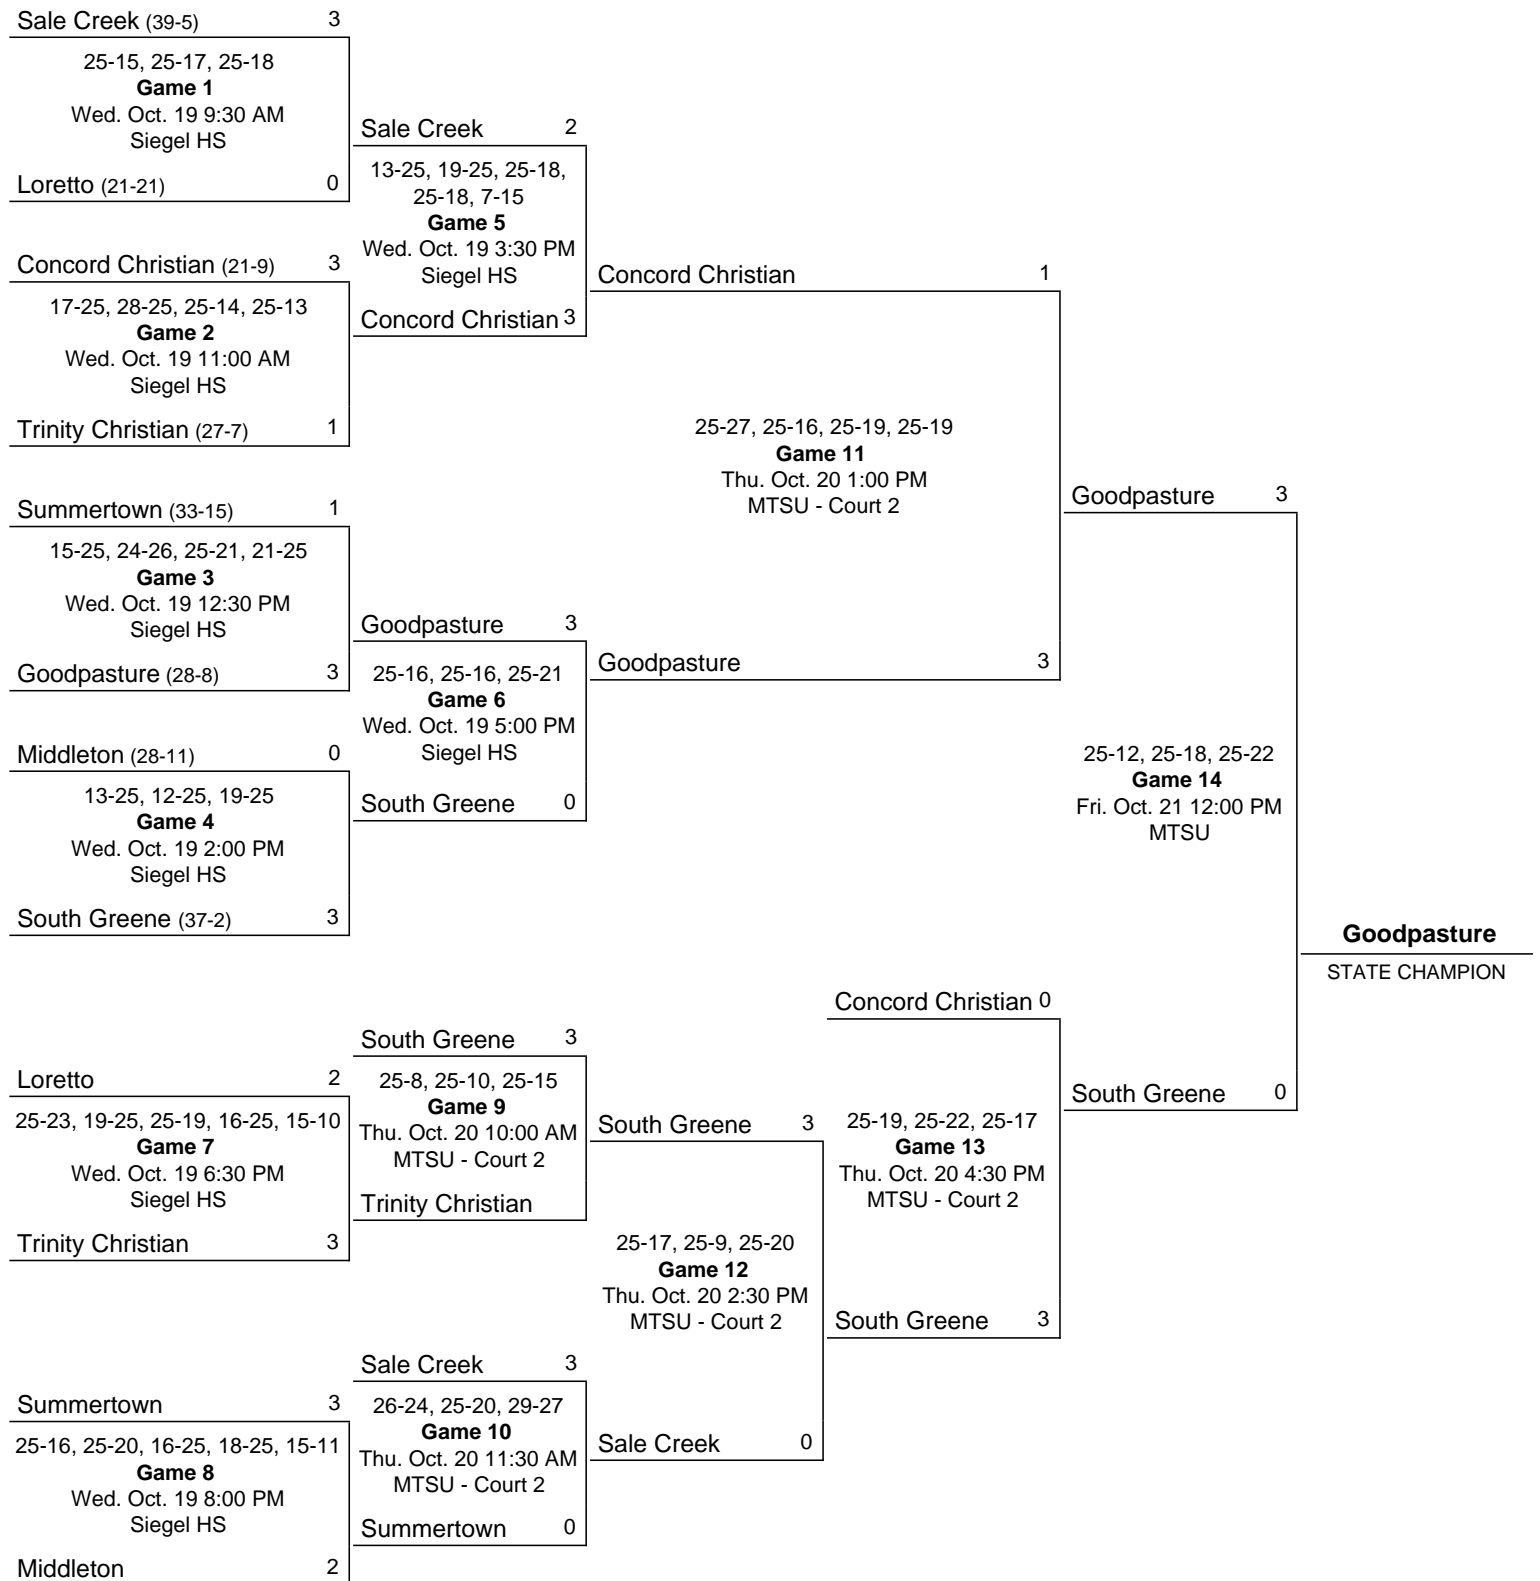 Sale Creek (39-5) 3
25-15, 25-17, 25-18
Game 1
Wed. Oct. 19 9:30 AM
Siegel HS
Loretto (21-21) 0
Concord Christian (21-9) 3
17-25, 28-25, 25-14, 25-13
Game 2
Wed. Oct. 19 11:00 AM
Siegel HS
Trinity Christian (27-7) 1
Summertown (33-15) 1
15-25, 24-26, 25-21, 21-25
Game 3
Wed. Oct. 19 12:30 PM
Siegel HS
Goodpasture (28-8) 3
Middleton (28-11) 0
13-25, 12-25, 19-25
Game 4
Wed. Oct. 19 2:00 PM
Siegel HS
South Greene (37-2) 3
Sale Creek 2
13-25, 19-25, 25-18,
25-18, 7-15
Game 5
Wed. Oct. 19 3:30 PM
Siegel HS
Concord Christian 3
Goodpasture 3
25-16, 25-16, 25-21
Game 6
Wed. Oct. 19 5:00 PM
Siegel HS
South Greene 0
Concord Christian 1
25-27, 25-16, 25-19, 25-19
Game 11
Thu. Oct. 20 1:00 PM
MTSU - Court 2
Goodpasture 3
Goodpasture 3
25-12, 25-18, 25-22
Game 14
Fri. Oct. 21 12:00 PM
MTSU
South Greene 0
Goodpasture
STATE CHAMPION
Loretto 2
25-23, 19-25, 25-19, 16-25, 15-10
Game 7
Wed. Oct. 19 6:30 PM
Siegel HS
Trinity Christian 3
Summertown 3
25-16, 25-20, 16-25, 18-25, 15-11
Game 8
Wed. Oct. 19 8:00 PM
Siegel HS
Middleton 2
South Greene 3
25-8, 25-10, 25-15
Game 9
Thu. Oct. 20 10:00 AM
MTSU - Court 2
Trinity Christian
Sale Creek 3
26-24, 25-20, 29-27
Game 10
Thu. Oct. 20 11:30 AM
MTSU - Court 2
Summertown 0
South Greene 3
25-17, 25-9, 25-20
Game 12
Thu. Oct. 20 2:30 PM
MTSU - Court 2
Sale Creek 0
Concord Christian 0
25-19, 25-22, 25-17
Game 13
Thu. Oct. 20 4:30 PM
MTSU - Court 2
South Greene 3